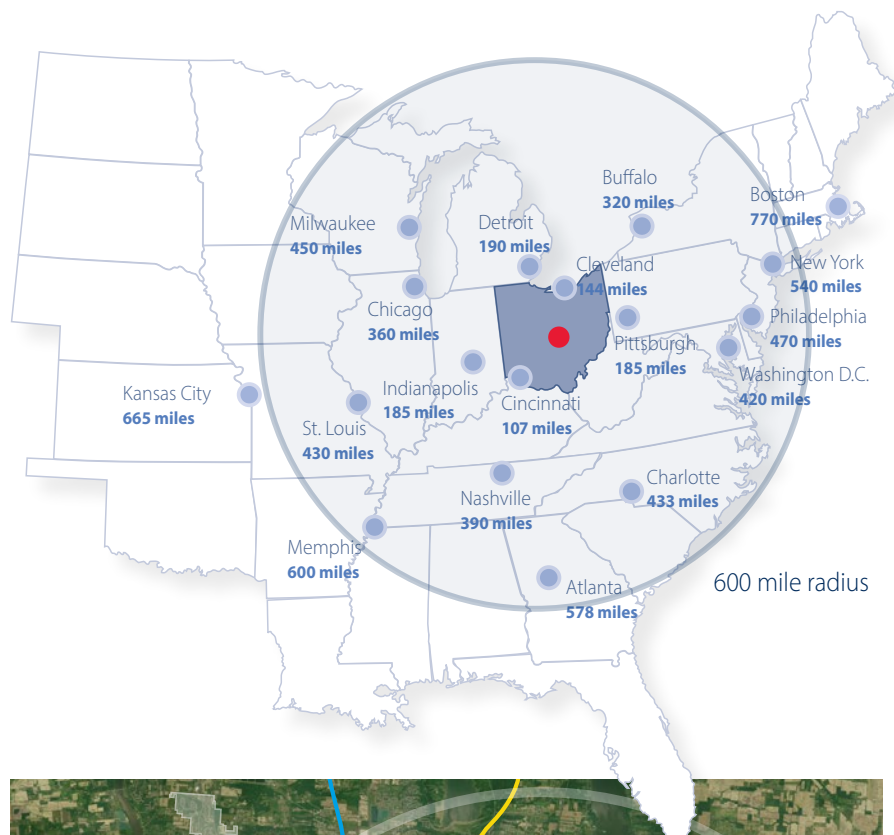 Buffalo
320 miles
Boston
770 miles
Milwaukee
450 miles
Detroit
190 miles
Cleveland
144 miles
New York
540 miles
Chicago
360 miles
Philadelphia
470 miles
Pittsburgh
185 miles
Washington D.C.
420 miles
Kansas City
665 miles
Indianapolis
185 miles
Cincinnati
107 miles
St. Louis
430 miles
Nashville
390 miles
Charlotte
433 miles
Memphis
600 miles
Atlanta
578 miles
600 mile radius